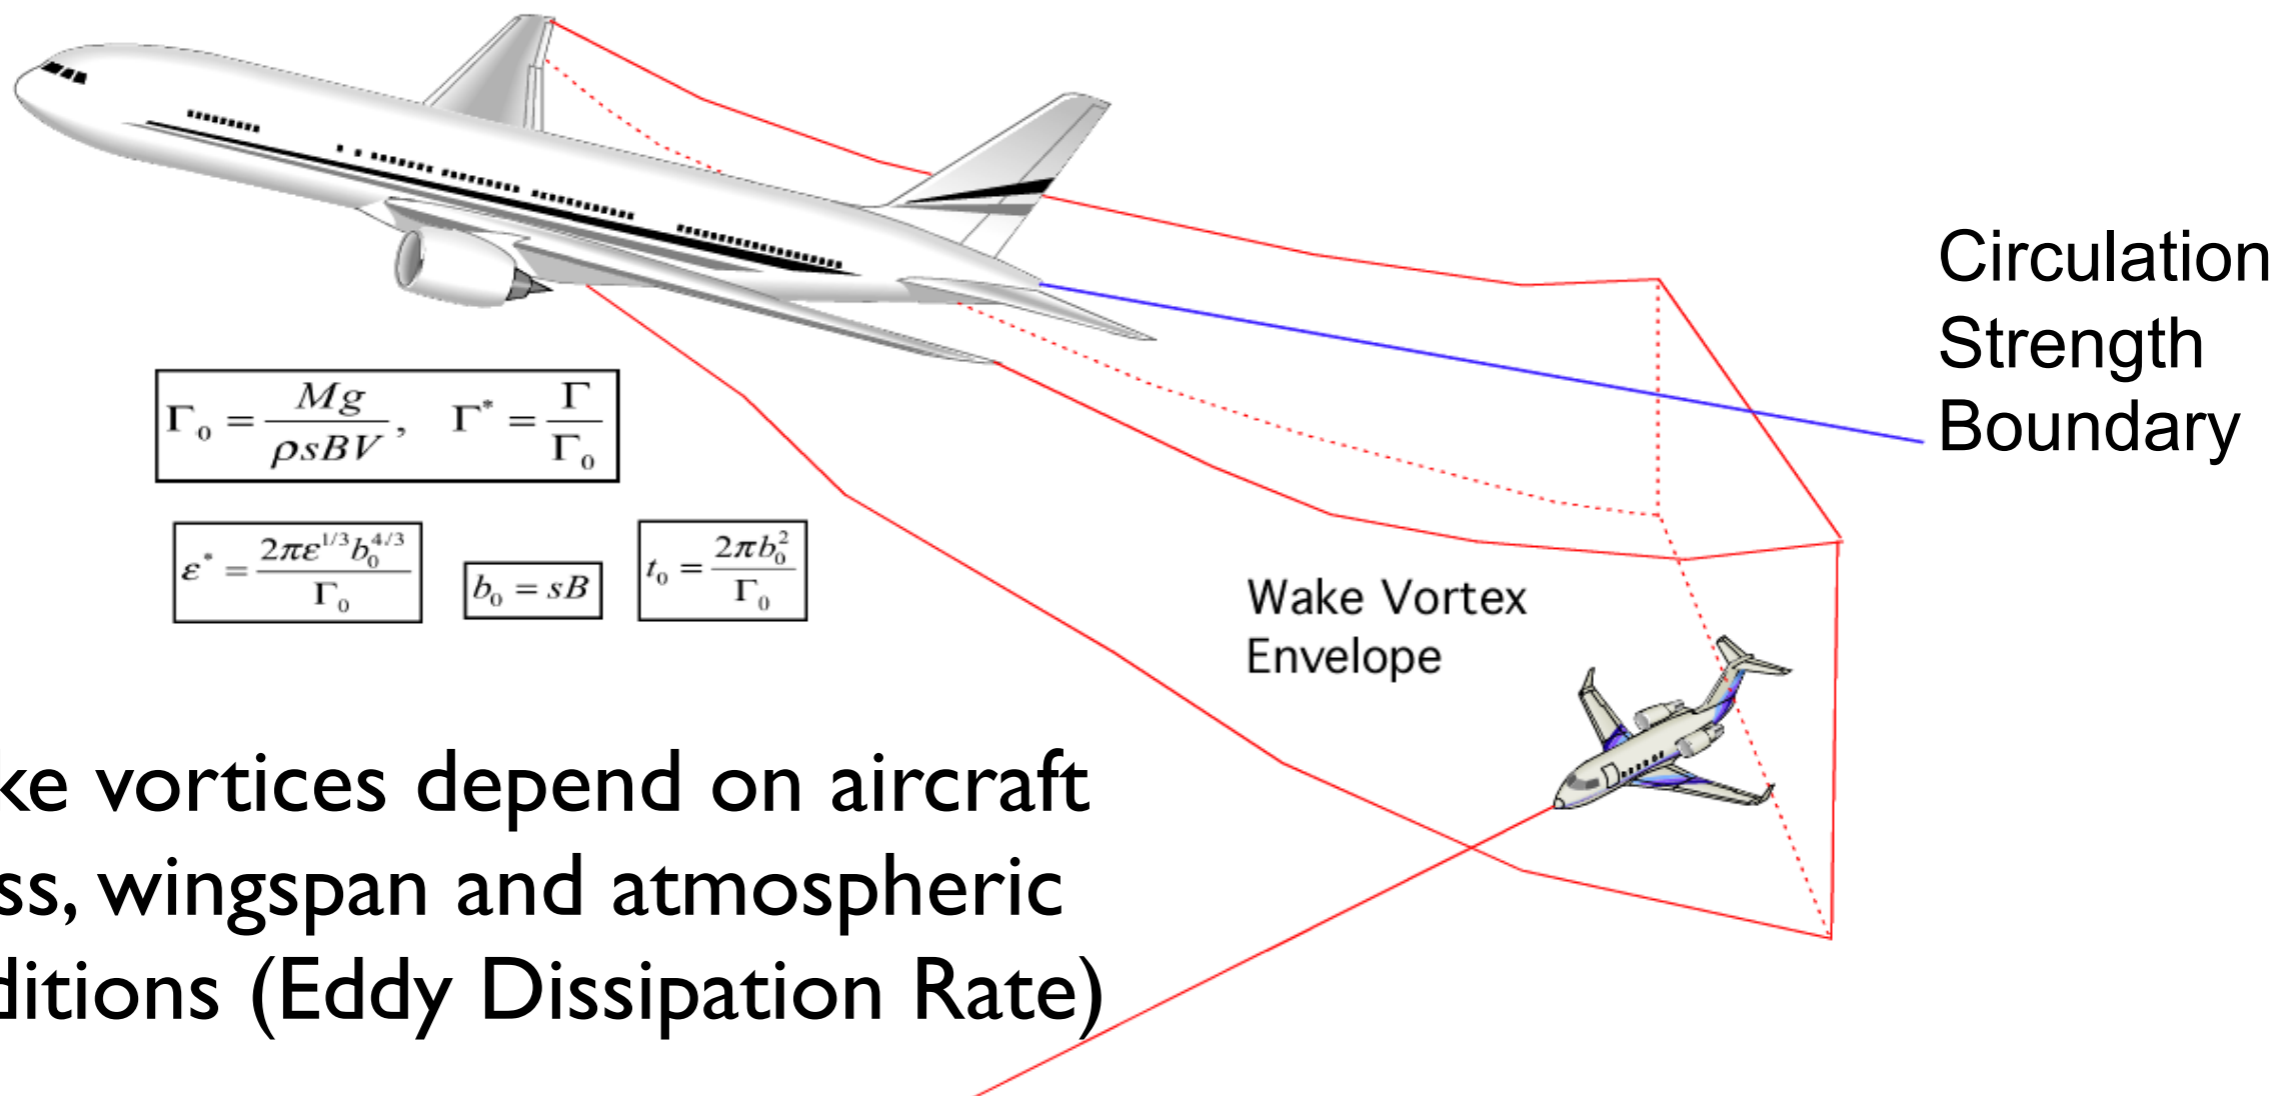 Circulation
Strength
Boundary
Γ₀ = Mg / ρsBV, Γ* = Γ / Γ₀
ε* = 2πε^{1/3}b₀^{4/3} / Γ₀
b₀ = sB
t₀ = 2πb₀² / Γ₀
Wake Vortex
Envelope
ke vortices depend on aircraft
ss, wingspan and atmospheric
ditions (Eddy Dissipation Rate)